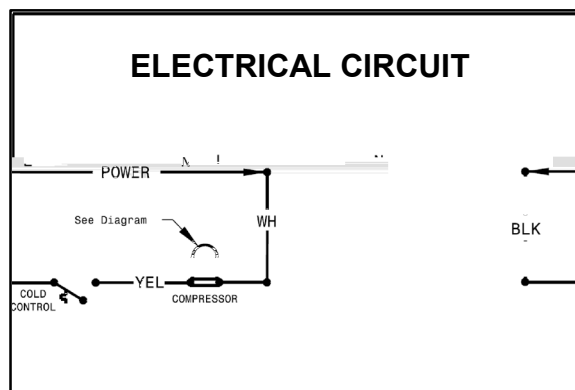 ELECTRICAL CIRCUIT
POWER
See Diagram
WH
BLK
YEL
COLD
CONTROL
COMPRESSOR